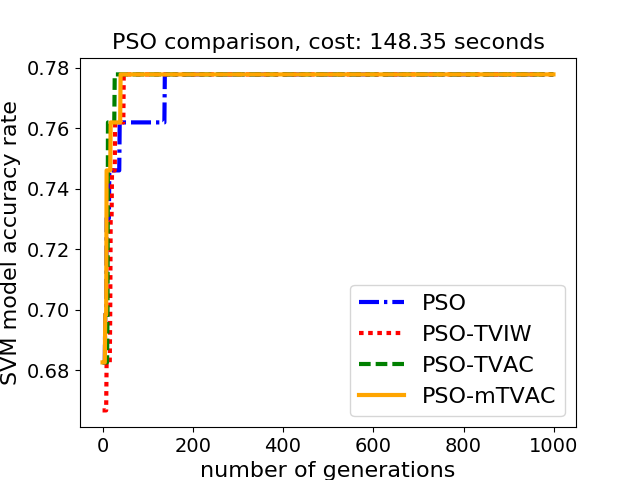 PSO comparison, cost: 148.35 seconds
SVM model accuracy rate
0.78
0.76
0.74
0.72
0.70
0.68
PSO
PSO-TVIW
PSO-TVAC
PSO-mTVAC
0 200 400 600 800 1000
number of generations